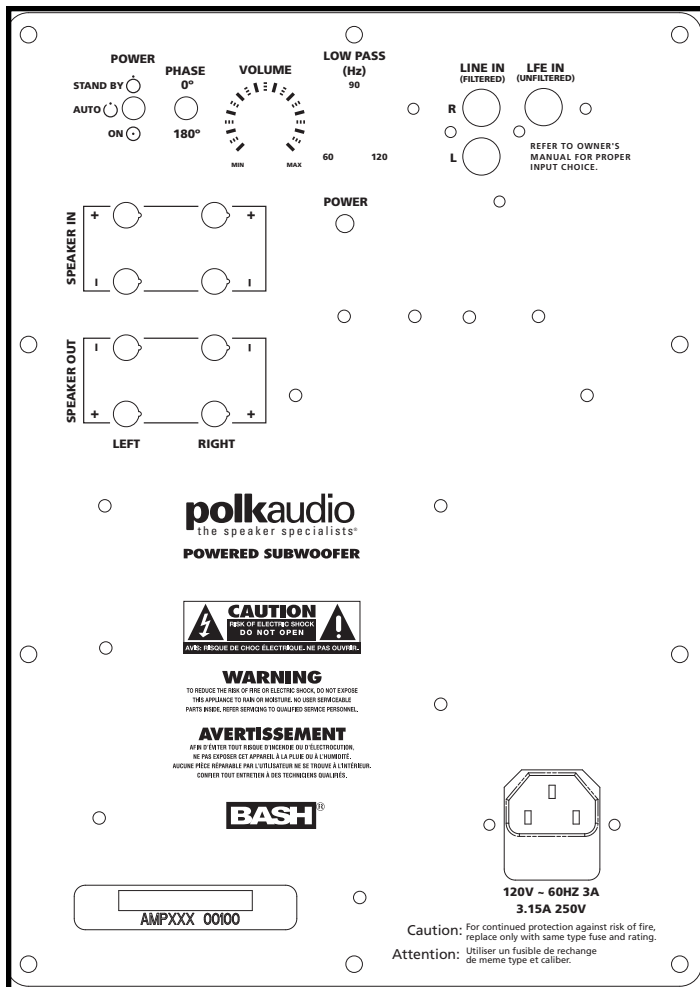 POWER
STAND BY
AUTO
ON
PHASE
0°
180°
VOLUME
MIN
MAX
LOW PASS
(Hz)
90
60
120
LINE IN
(FILTERED)
R
L
LFE IN
(UNFILTERED)
REFER TO OWNER'S
MANUAL FOR PROPER
INPUT CHOICE.
POWER
SPEAKER IN
+ +
− −
SPEAKER OUT
− −
+ +
LEFT
RIGHT
polkaudio
the speaker specialists®
POWERED SUBWOOFER
CAUTION
RISK OF ELECTRIC SHOCK
DO NOT OPEN
AVIS: RISQUE DE CHOC ÉLECTRIQUE. NE PAS OUVRIR.
WARNING
TO REDUCE THE RISK OF FIRE OR ELECTRIC SHOCK, DO NOT EXPOSE
THIS APPLIANCE TO RAIN OR MOISTURE. NO USER SERVICEABLE
PARTS INSIDE. REFER SERVICING TO QUALIFIED SERVICE PERSONNEL.
AVERTISSEMENT
AFIN D'ÉVITER TOUT RISQUE D'INCENDIE OU D'ÉLECTROCUTION,
NE PAS EXPOSER CET APPAREIL À LA PLUIE OU À L'HUMIDITÉ.
AUCUNE PIÈCE RÉPARABLE PAR L'UTILISATEUR NE SE TROUVE À L'INTÉRIEUR.
CONFIER TOUT ENTRETIEN À DES TECHNICIENS QUALIFIÉS.
BASH®
AMPXXX 00100
120V ~ 60HZ 3A
3.15A 250V
Caution: For continued protection against risk of fire,
replace only with same type fuse and rating.
Attention: Utiliser un fusible de rechange
de meme type et caliber.